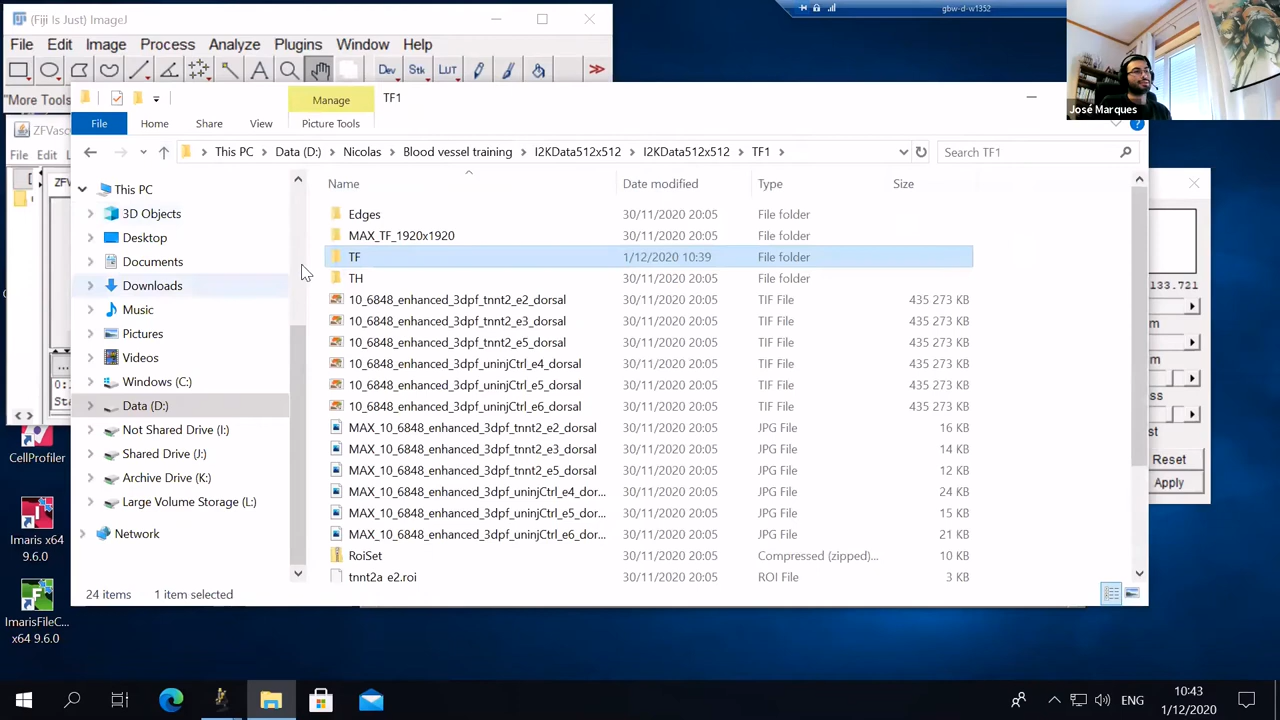 (Fiji Is Just) ImageJ
gbw-d-w1352
File Edit Image Process Analyze Plugins Window Help
Dev Stk LUT
"More Tools
Manage
TF1
José Marques
File Home Share View Picture Tools
This PC Data (D:) Nicolas Blood vessel training I2KData512x512 I2KData512x512 TF1
Search TF1
ZFVasc
File Edit
Name Date modified Type Size
This PC
3D Objects
Desktop
Documents
Downloads
Music
Pictures
Videos
Windows (C:)
Data (D:)
Not Shared Drive (I:)
Shared Drive (J:)
Archive Drive (K:)
Large Volume Storage (L:)
Network
Edges 30/11/2020 20:05 File folder
MAX_TF_1920x1920 30/11/2020 20:05 File folder
TF 1/12/2020 10:39 File folder
TH 30/11/2020 20:05 File folder
10_6848_enhanced_3dpf_tnnt2_e2_dorsal 30/11/2020 20:05 TIF File 435 273 KB
10_6848_enhanced_3dpf_tnnt2_e3_dorsal 30/11/2020 20:05 TIF File 435 273 KB
10_6848_enhanced_3dpf_tnnt2_e5_dorsal 30/11/2020 20:05 TIF File 435 273 KB
10_6848_enhanced_3dpf_uninjCtrl_e4_dorsal 30/11/2020 20:05 TIF File 435 273 KB
10_6848_enhanced_3dpf_uninjCtrl_e5_dorsal 30/11/2020 20:05 TIF File 435 273 KB
10_6848_enhanced_3dpf_uninjCtrl_e6_dorsal 30/11/2020 20:05 TIF File 435 273 KB
MAX_10_6848_enhanced_3dpf_tnnt2_e2_dorsal 30/11/2020 20:05 JPG File 16 KB
MAX_10_6848_enhanced_3dpf_tnnt2_e3_dorsal 30/11/2020 20:05 JPG File 14 KB
MAX_10_6848_enhanced_3dpf_tnnt2_e5_dorsal 30/11/2020 20:05 JPG File 12 KB
MAX_10_6848_enhanced_3dpf_uninjCtrl_e4_dor... 30/11/2020 20:05 JPG File 24 KB
MAX_10_6848_enhanced_3dpf_uninjCtrl_e5_dor... 30/11/2020 20:05 JPG File 15 KB
MAX_10_6848_enhanced_3dpf_uninjCtrl_e6_dor... 30/11/2020 20:05 JPG File 21 KB
RoiSet 30/11/2020 20:05 Compressed (zipped)... 10 KB
tnnt2a_e2.roi 30/11/2020 20:05 ROI File 3 KB
24 items 1 item selected
133.721
Reset
Apply
CellProfiler
Imaris x64
9.6.0
ImarisFileC...
x64 9.6.0
ENG
10:43
1/12/2020